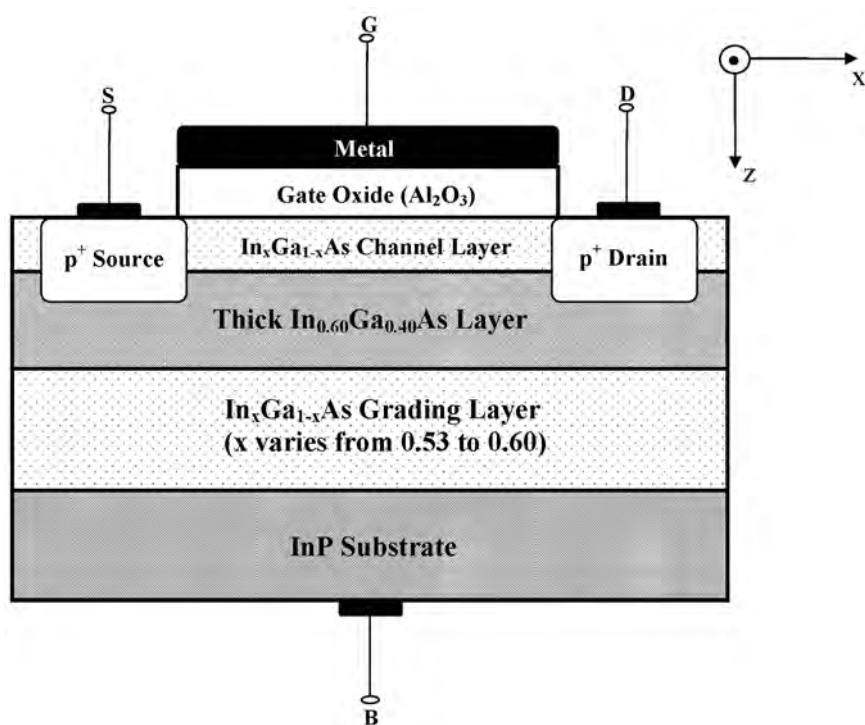 G
S
D
X
Z
Metal
Gate Oxide (Al₂O₃)
p⁺ Source
InₓGa₁₋ₓAs Channel Layer
p⁺ Drain
Thick In₀.₆₀Ga₀.₄₀As Layer
InₓGa₁₋ₓAs Grading Layer
(x varies from 0.53 to 0.60)
InP Substrate
B